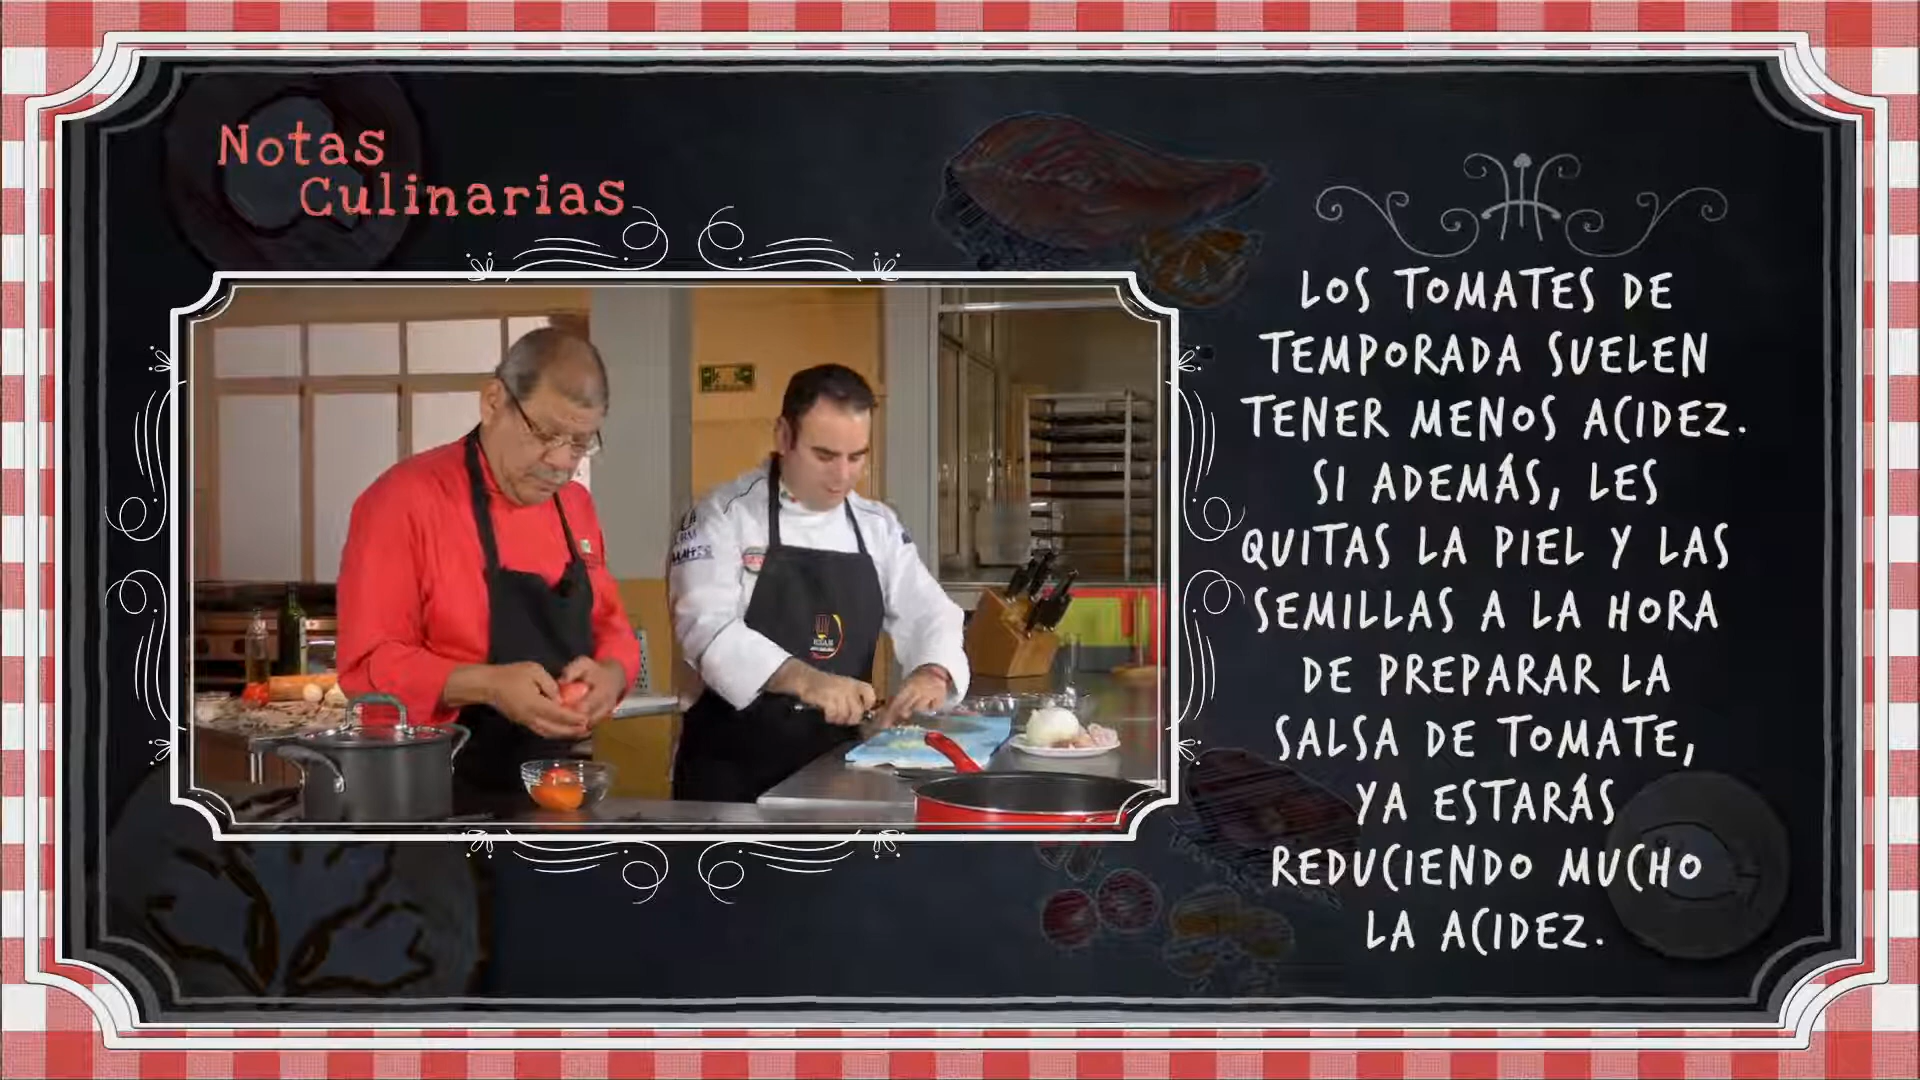 Notas
Culinarias
LOS TOMATES DE
TEMPORADA SUELEN
TENER MENOS ACIDEZ.
SI ADEMÁS, LES
QUITAS LA PIEL Y LAS
SEMILLAS A LA HORA
DE PREPARAR LA
SALSA DE TOMATE,
YA ESTARÁS
REDUCIENDO MUCHO
LA ACIDEZ.